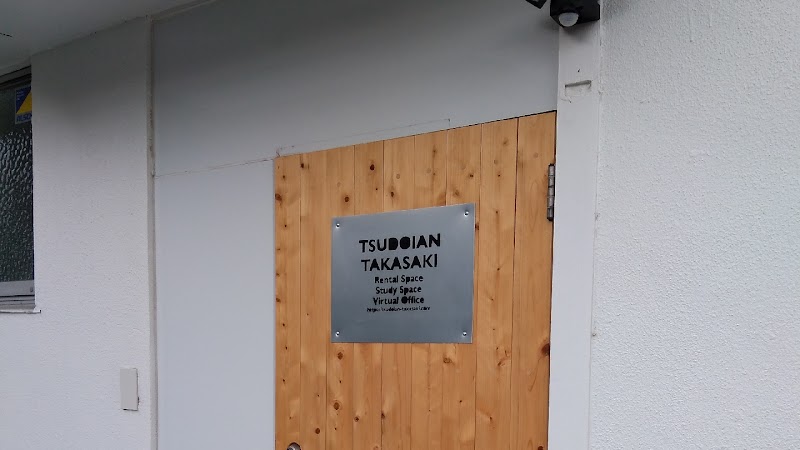 TSUDOIAN
TAKASAKI
Rental Space
Study Space
Virtual Office